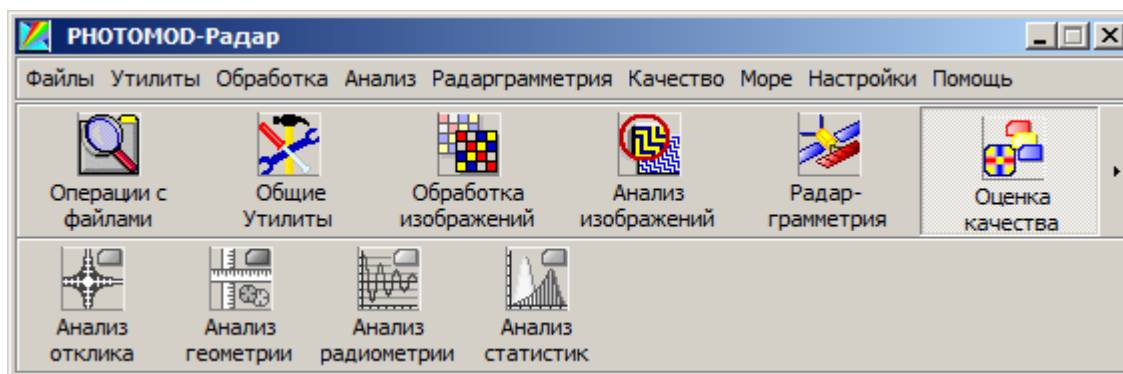 PHOTOMOD-Радар
Файлы Утилиты Обработка Анализ Радарграмметрия Качество Море Настройки Помощь
Операции с Общие Обработка Анализ Радар- Оценка
файлами Утилиты изображений изображений грамметрия качества
Анализ Анализ Анализ Анализ
отклика геометрии радиометрии статистик